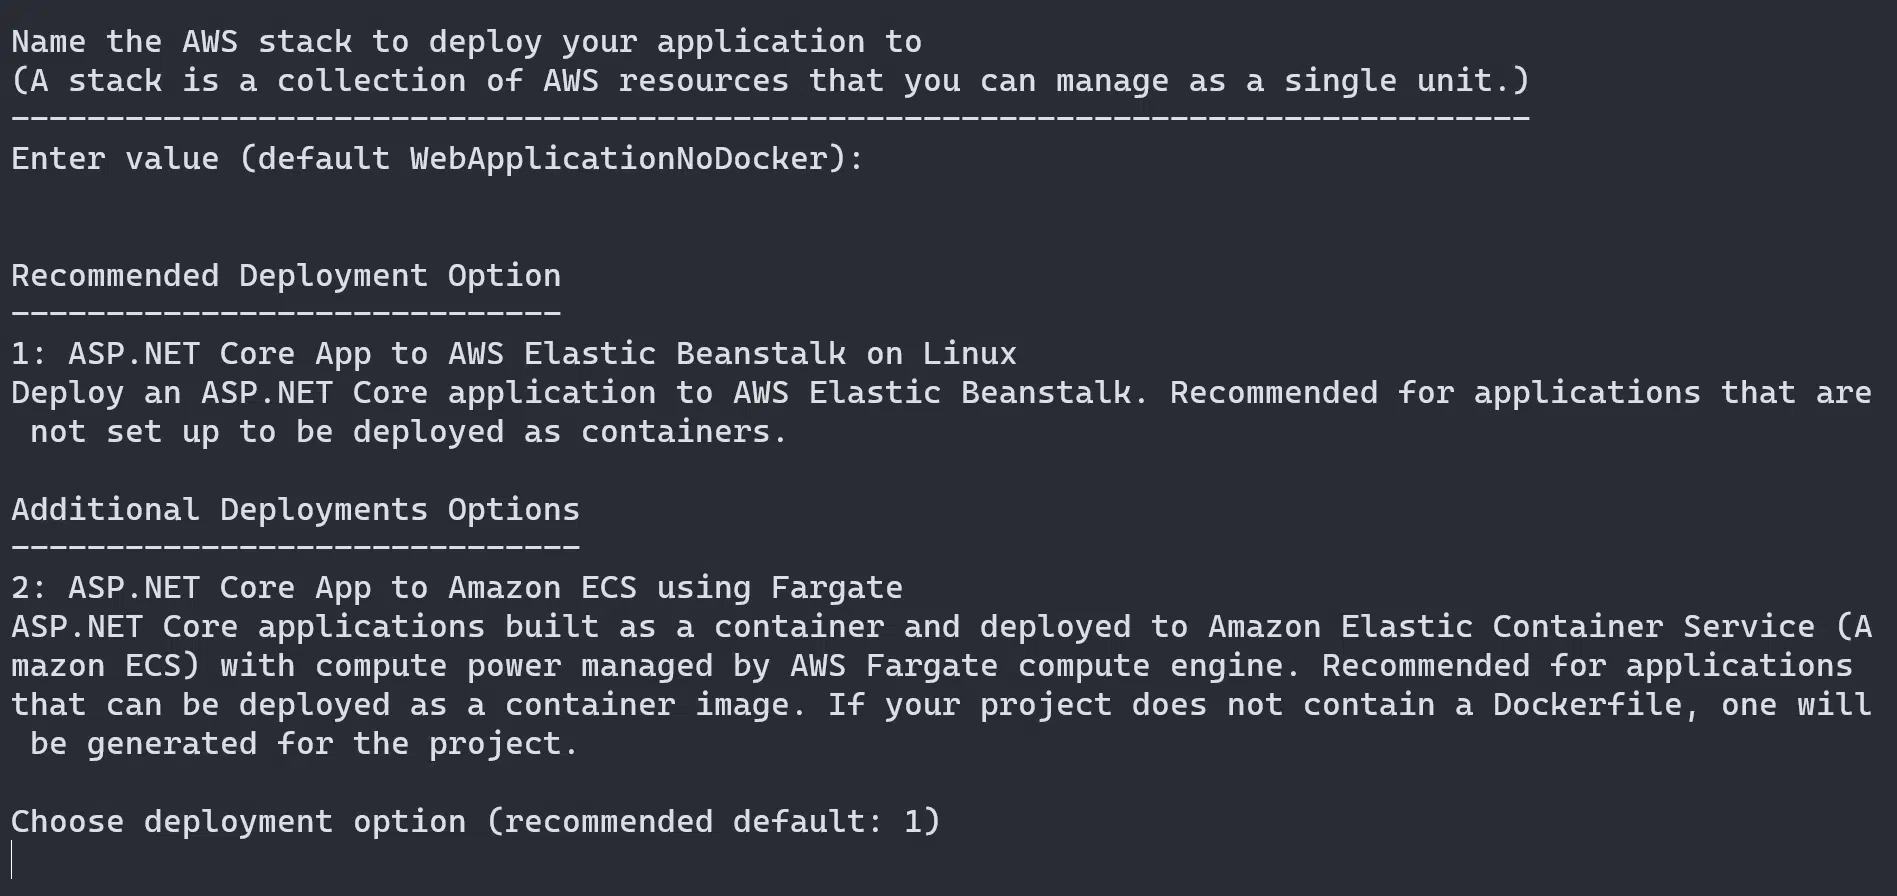 Name the AWS stack to deploy your application to
(A stack is a collection of AWS resources that you can manage as a single unit.)
--------------------------------------------------------------------------------
Enter value (default WebApplicationNoDocker):
Recommended Deployment Option
-----------------------------
1: ASP.NET Core App to AWS Elastic Beanstalk on Linux
Deploy an ASP.NET Core application to AWS Elastic Beanstalk. Recommended for applications that are
 not set up to be deployed as containers.
Additional Deployments Options
------------------------------
2: ASP.NET Core App to Amazon ECS using Fargate
ASP.NET Core applications built as a container and deployed to Amazon Elastic Container Service (A
mazon ECS) with compute power managed by AWS Fargate compute engine. Recommended for applications
that can be deployed as a container image. If your project does not contain a Dockerfile, one will
 be generated for the project.
Choose deployment option (recommended default: 1)